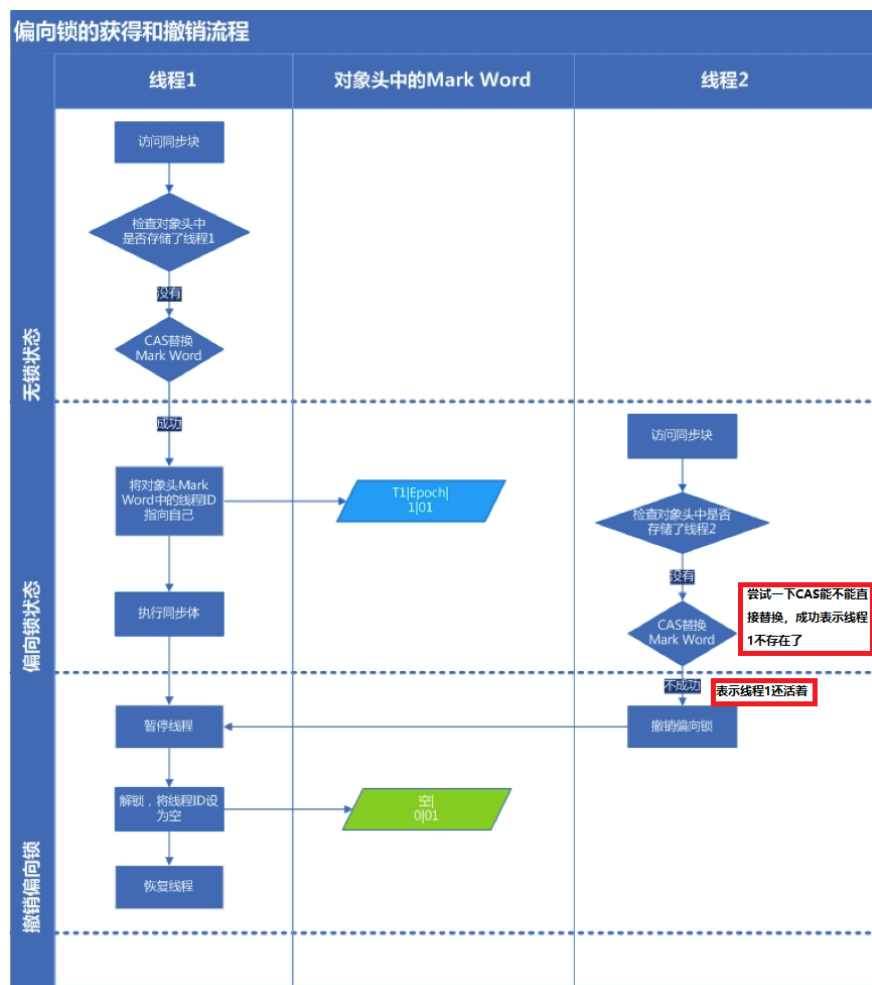 偏向锁的获得和撤销流程
线程1
对象头中的Mark Word
线程2
无锁状态
访问同步块
检查对象头中
是否存储了线程1
没有
CAS替换
Mark Word
偏向锁状态
成功
将对象头Mark
Word中的线程ID
指向自己
T1|Epoch|
1|01
执行同步体
访问同步块
检查对象头中是否
存储了线程2
没有
CAS替换
Mark Word
尝试一下CAS能不能直
接替换，成功表示线程
1不存在了
撤销偏向锁
不成功
表示线程1还活着
撤销偏向锁
暂停线程
解锁，将线程ID设
为空
空|
0|01
恢复线程